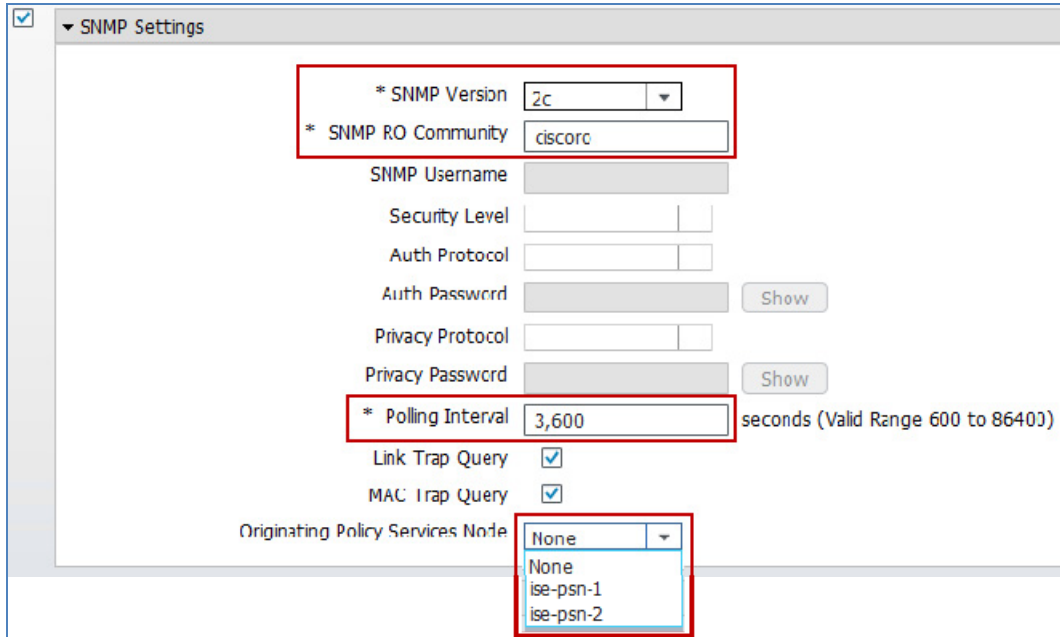 SNMP Settings
* SNMP Version 2c
* SNMP RO Community ciscoro
SNMP Username
Security Level
Auth Protocol
Auth Password Show
Privacy Protocol
Privacy Password Show
* Polling Interval 3,600 seconds (Valid Range 600 to 86400)
Link Trap Query
MAC Trap Query
Originating Policy Services Node None
None
ise-psn-1
ise-psn-2